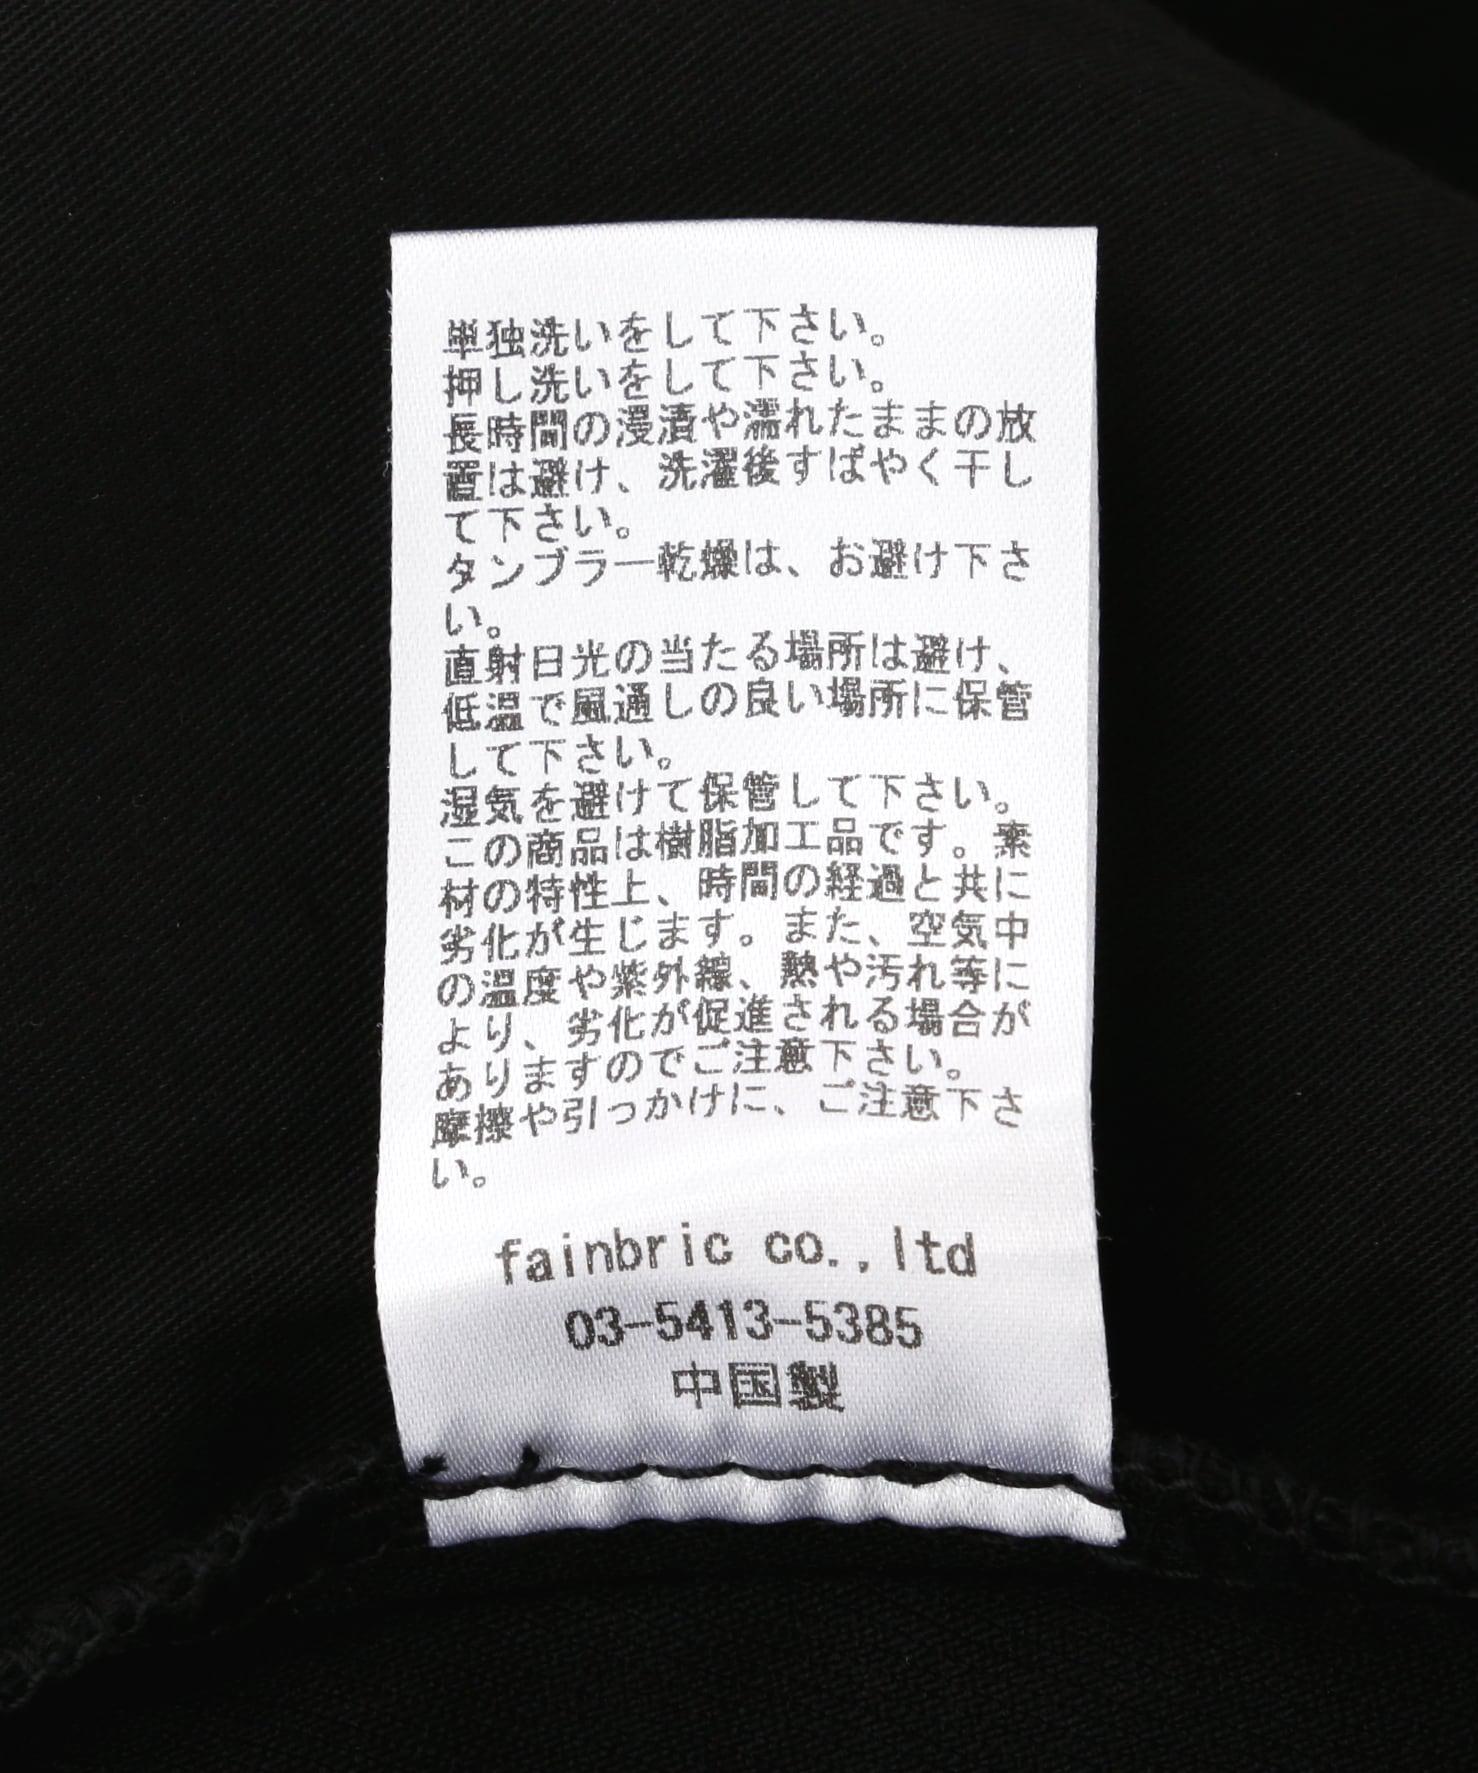 単独洗いをして下さい。
押し洗いをして下さい。
長時間の浸漬や濡れたままの放
置は避け、洗濯後すばやく干し
て下さい。
タンブラー乾燥は、お避け下さ
い。
直射日光の当たる場所は避け、
低温で風通しの良い場所に保管
して下さい。
湿気を避けて保管して下さい。
この商品は樹脂加工品です。素
材の特性上、時間の経過と共に
劣化が生じます。また、空気中
の温度や紫外線、熱や汚れ等に
より、劣化が促進される場合が
ありますのでご注意下さい。
摩擦や引っかけに、ご注意下さ
い。
fainbric co.,ltd
03-5413-5385
中国製